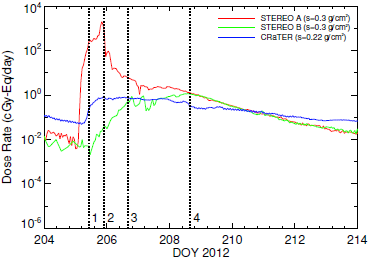 STEREO A (s=0.3 g/cm²)
STEREO B (s=0.3 g/cm²)
CRaTER (s=0.22 g/cm²)
Dose Rate (cGy-Eq/day)
10⁴
10²
10⁰
10⁻²
10⁻⁴
10⁻⁶
1 2 3 4
204 206 208 210 212 214
DOY 2012